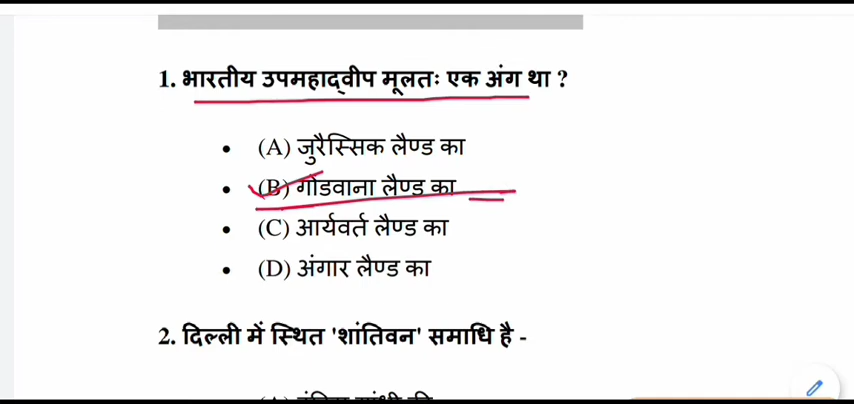 1. भारतीय उपमहाद्वीप मूलतः एक अंग था ?
(A) जुरैस्सिक लैण्ड का
(B) गोंडवाना लैण्ड का
(C) आर्यवर्त लैण्ड का
(D) अंगार लैण्ड का
2. दिल्ली में स्थित 'शांतिवन' समाधि है -